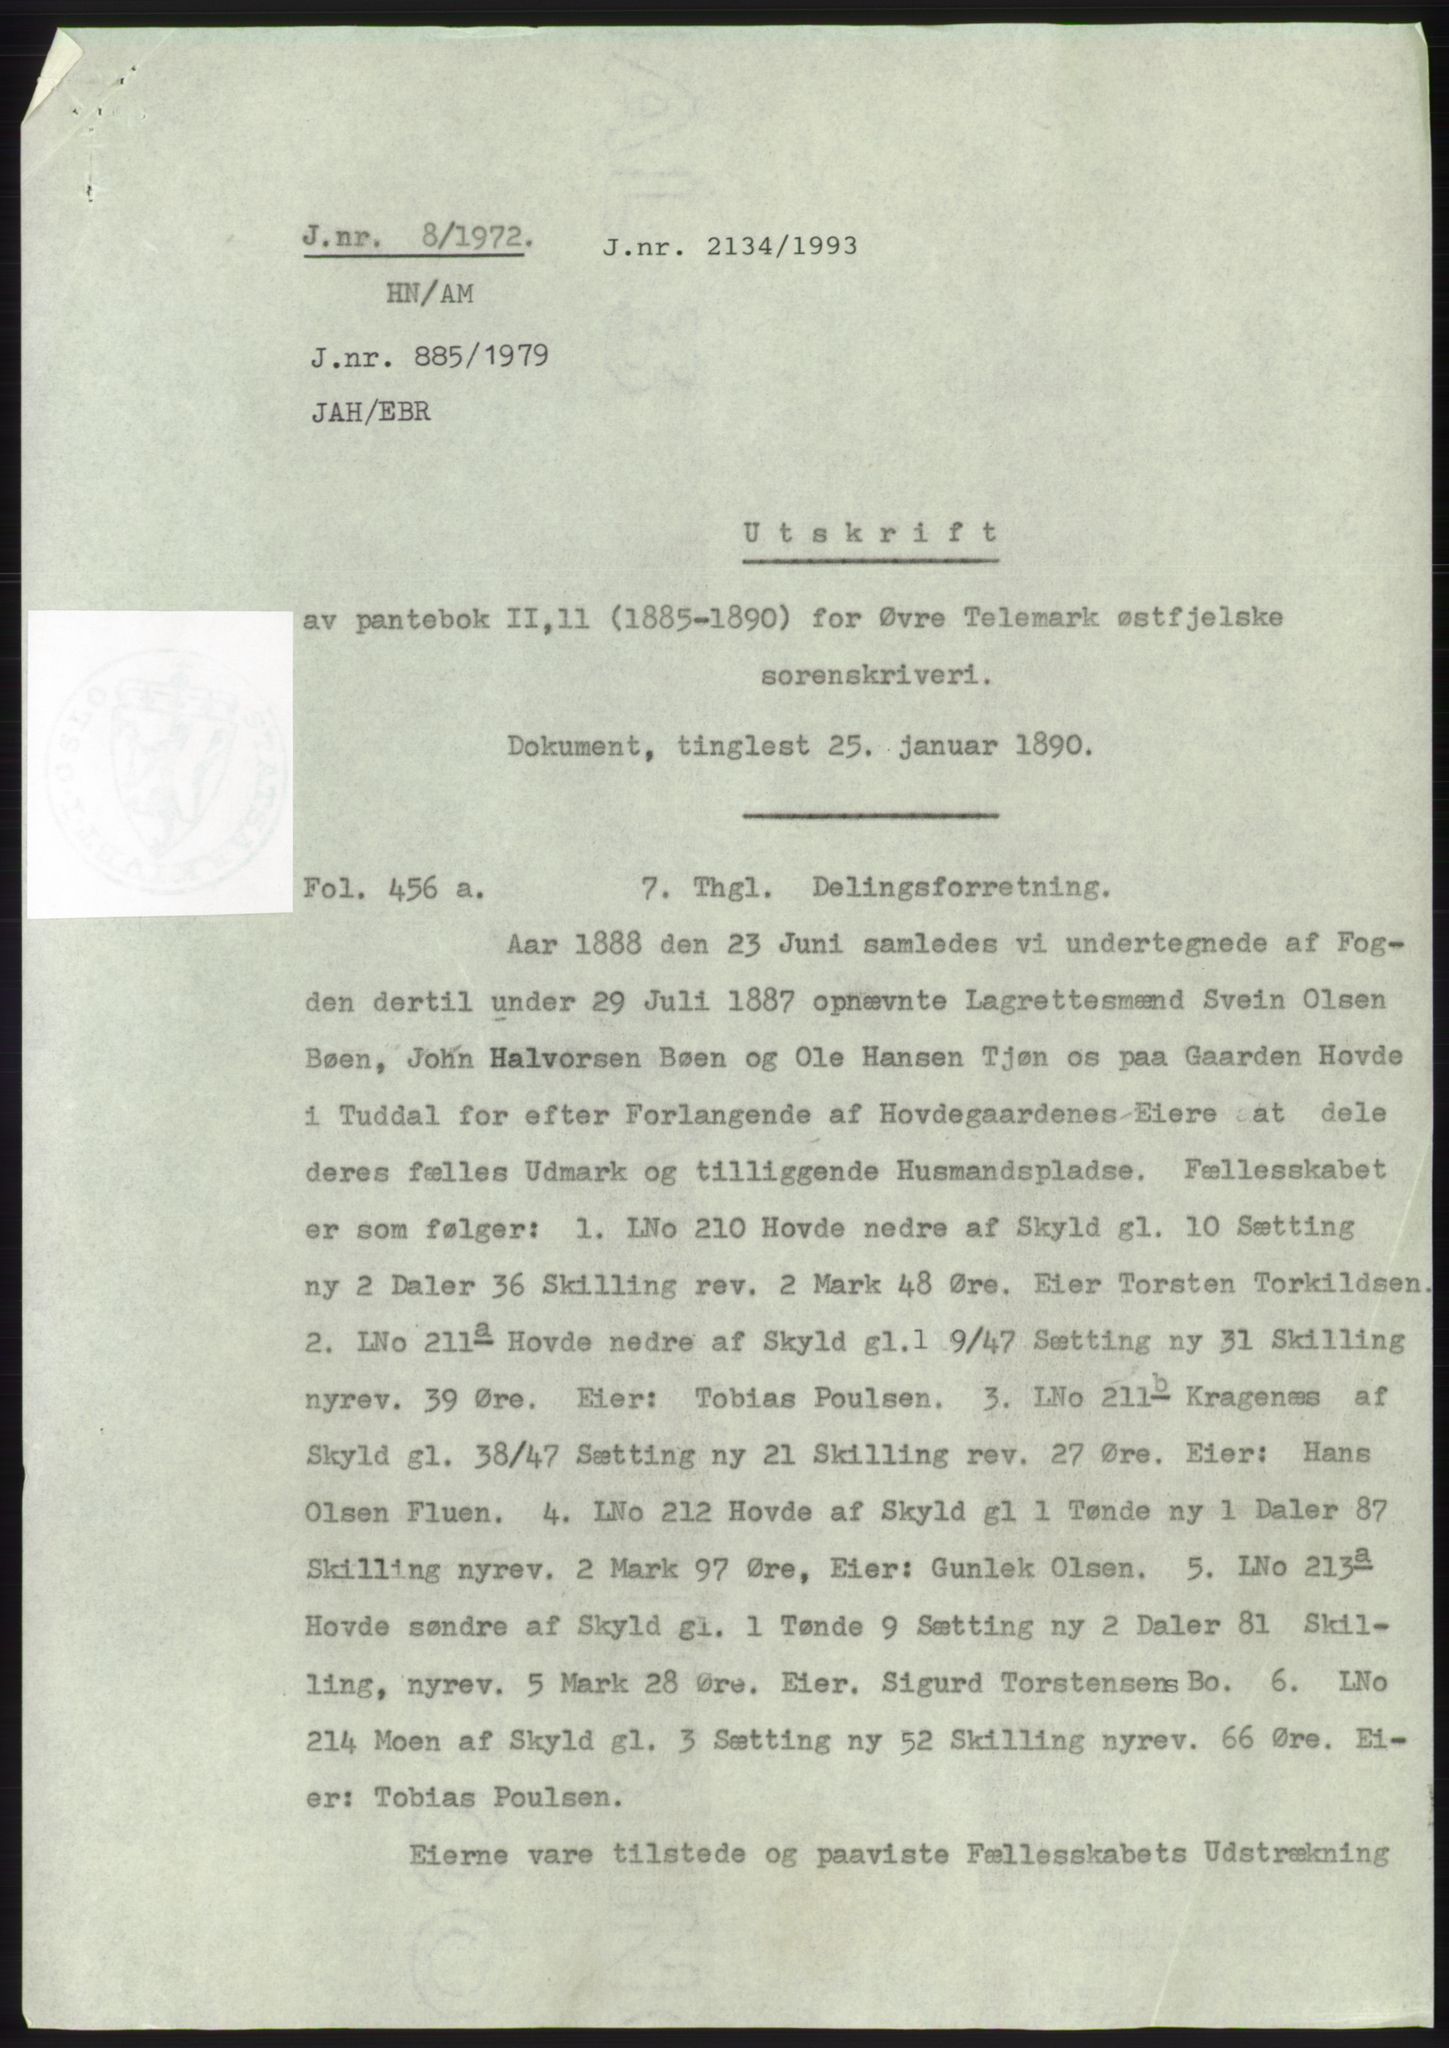 J.nr. 8/1972.
J.nr. 2134/1993
HN/AM
J.nr. 885/1979
JAH/EBR
Utskrift
av pantebok II,11 (1885-1890) for Øvre Telemark østfjelske
sorenskriveri.
Dokument, tinglest 25. januar 1890.
Fol. 456 a. 7. Thgl. Delingsforretning.
Aar 1888 den 23 Juni samledes vi undertegnede af Fog-
den dertil under 29 Juli 1887 opnævnte Lagrettesmænd Svein Olsen
Bøen, John Halvorsen Bøen og Ole Hansen Tjøn os paa Gaarden Hovde
i Tuddal for efter Forlangende af Hovdegaardenes Eiere at dele
deres fælles Udmark og tilliggende Husmandspladse. Fællesskabet
er som følger: 1. LNo 210 Hovde nedre af Skyld gl. 10 Sætting
ny 2 Daler 36 Skilling rev. 2 Mark 48 Øre. Eier Torsten Torkildsen.
2. LNo 211a Hovde nedre af Skyld gl.1 9/47 Sætting ny 31 Skilling
nyrev. 39 Øre. Eier: Tobias Poulsen. 3. LNo 211b Kragenæs af
Skyld gl. 38/47 Sætting ny 21 Skilling rev. 27 Øre. Eier: Hans
Olsen Fluen. 4. LNo 212 Hovde af Skyld gl 1 Tønde ny 1 Daler 87
Skilling nyrev. 2 Mark 97 Øre, Eier: Gunlek Olsen. 5. LNo 213a
Hovde søndre af Skyld gl. 1 Tønde 9 Sætting ny 2 Daler 81 Skil-
ling, nyrev. 5 Mark 28 Øre. Eier. Sigurd Torstensens Bo. 6. LNo
214 Moen af Skyld gl. 3 Sætting ny 52 Skilling nyrev. 66 Øre. Ei-
er: Tobias Poulsen.
Eierne vare tilstede og paaviste Fællesskabets Udstrækning